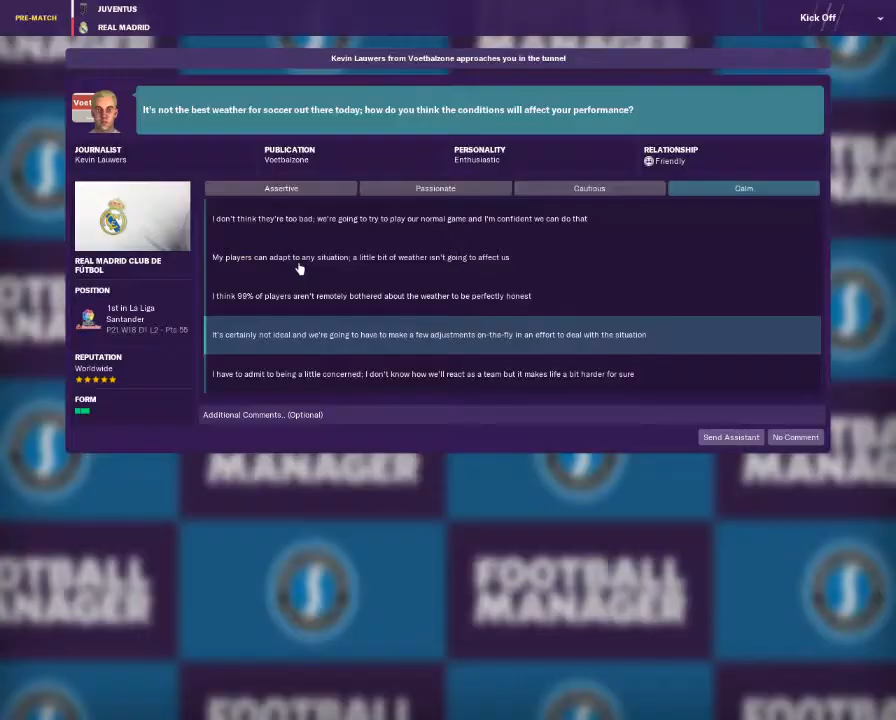 PRE-MATCH
JUVENTUS
REAL MADRID
Kick Off
Kevin Lauwers from Voetbalzone approaches you in the tunnel
Voet
It's not the best weather for soccer out there today; how do you think the conditions will affect your performance?
JOURNALIST
Kevin Lauwers
PUBLICATION
Voetbalzone
PERSONALITY
Enthusiastic
RELATIONSHIP
Friendly
Assertive
Passionate
Cautious
Calm
I don't think they're too bad; we're going to try to play our normal game and I'm confident we can do that
My players can adapt to any situation; a little bit of weather isn't going to affect us
I think 99% of players aren't remotely bothered about the weather to be perfectly honest
It's certainly not ideal and we're going to have to make a few adjustments on-the-fly in an effort to deal with the situation
I have to admit to being a little concerned; I don't know how we'll react as a team but it makes life a bit harder for sure
REAL MADRID CLUB DE
FÚTBOL
POSITION
1st in La Liga
Santander
P21 W18 D1 L2 - Pts 55
REPUTATION
Worldwide
FORM
Additional Comments.. (Optional)
Send Assistant
No Comment
ANAGER
MANAGER
FOOTBALL
MANAGER
FOOTBALL
MANAGER